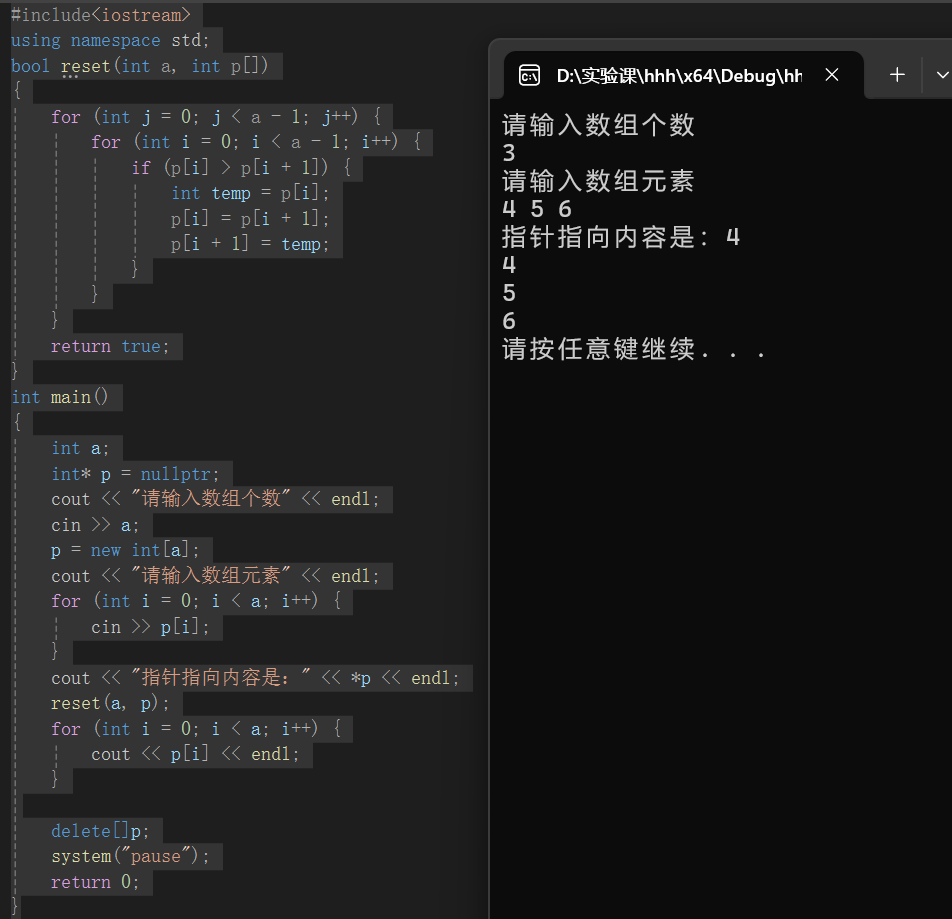 #include<iostream>
using namespace std;
bool reset(int a, int p[])
{
for (int j = 0; j < a - 1; j++) {
for (int i = 0; i < a - 1; i++) {
if (p[i] > p[i + 1]) {
int temp = p[i];
p[i] = p[i + 1];
p[i + 1] = temp;
}
}
}
return true;
}
int main()
{
int a;
int* p = nullptr;
cout << "请输入数组个数" << endl;
cin >> a;
p = new int[a];
cout << "请输入数组元素" << endl;
for (int i = 0; i < a; i++) {
cin >> p[i];
}
cout << "指针指向内容是：" << *p << endl;
reset(a, p);
for (int i = 0; i < a; i++) {
cout << p[i] << endl;
}
delete[]p;
system("pause");
return 0;
}
D:\实验课\hhh\x64\Debug\hh
请输入数组个数
3
请输入数组元素
4 5 6
指针指向内容是：4
4
5
6
请按任意键继续. . .